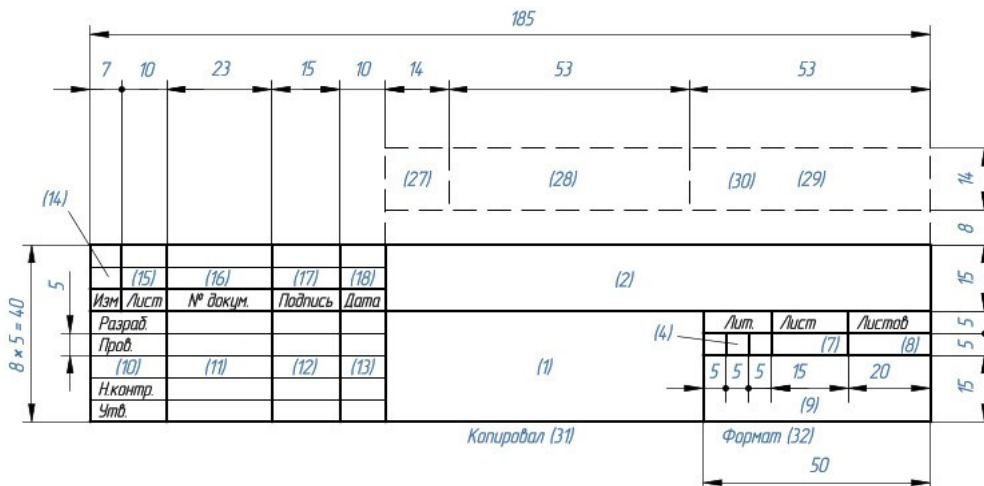 185
7 10 23 15 10 14 53 53
(27) (28) (30) (29) 14
(14) 8
(15) (16) (17) (18) (2) 15
5
8 × 5 = 40
Изм Лист № докум. Подпись Дата
Разраб. (4) Лит. Лист Листов 5
Пров. (7) (8) 5
(10) (11) (12) (13) (1) 5 5 5 15 20 15
Н.контр. (9)
Утв.
Копировал (31) Формат (32)
50